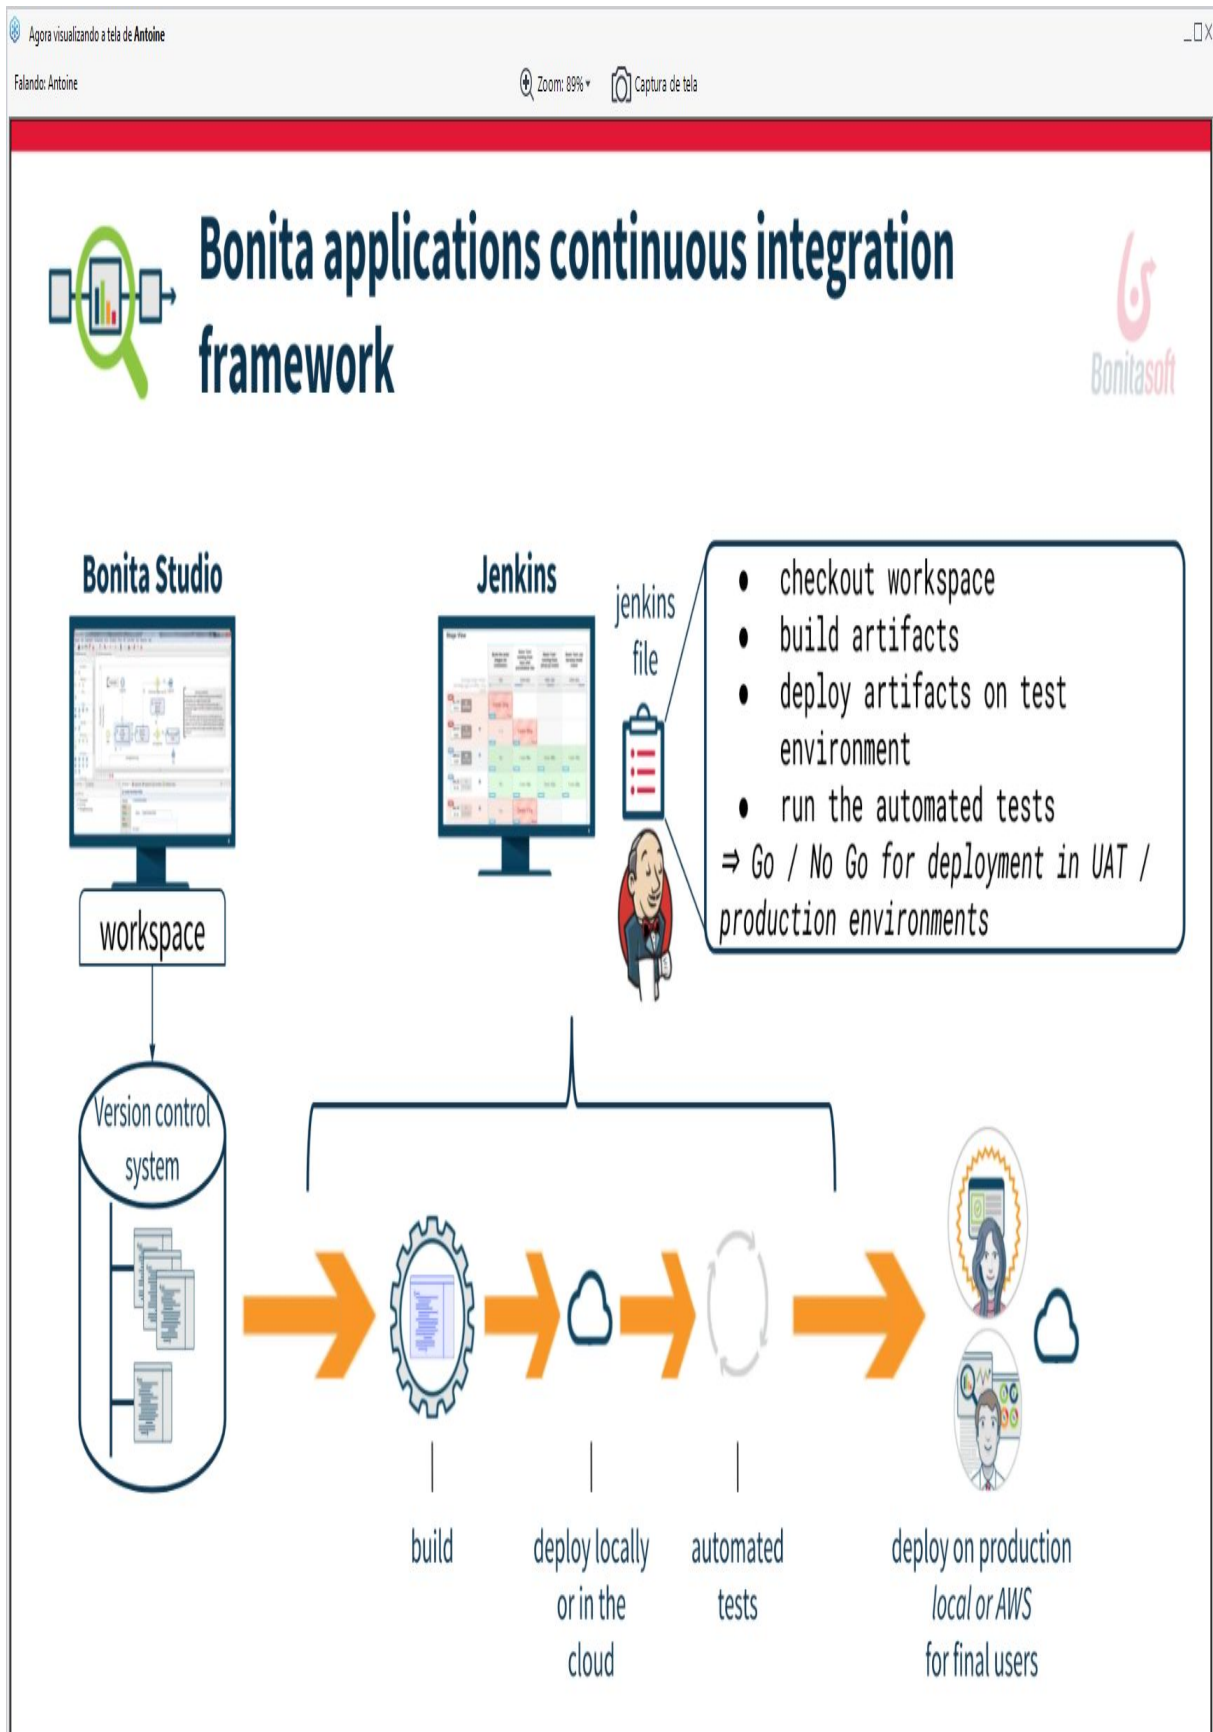 Agora visualizando a tela de Antoine
Falando: Antoine
Zoom: 89%
Captura de tela
Bonita applications continuous integration
framework
Bonitasoft
Bonita Studio
Jenkins
jenkins
file
• checkout workspace
• build artifacts
• deploy artifacts on test
environment
• run the automated tests
⇒ Go / No Go for deployment in UAT /
production environments
workspace
Version control
system
build
deploy locally
or in the
cloud
automated
tests
deploy on production
local or AWS
for final users